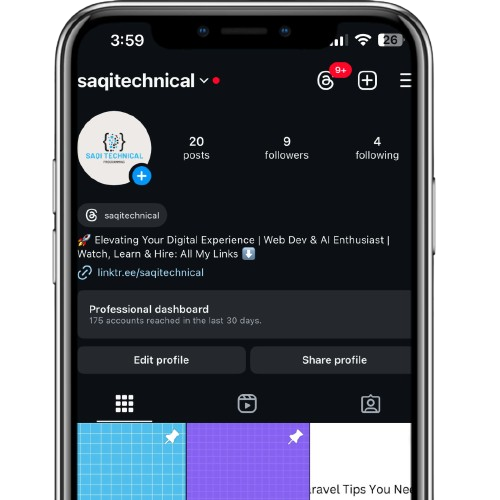 3:59
26
saqitechnical
9+
{ }
SAQI TECHNICAL
PROGRAMMING
20
posts
9
followers
4
following
saqitechnical
🚀 Elevating Your Digital Experience | Web Dev & AI Enthusiast |
Watch, Learn & Hire: All My Links ⬇️
linktr.ee/saqitechnical
Professional dashboard
175 accounts reached in the last 30 days.
Edit profile
Share profile
ravel Tips You Nee